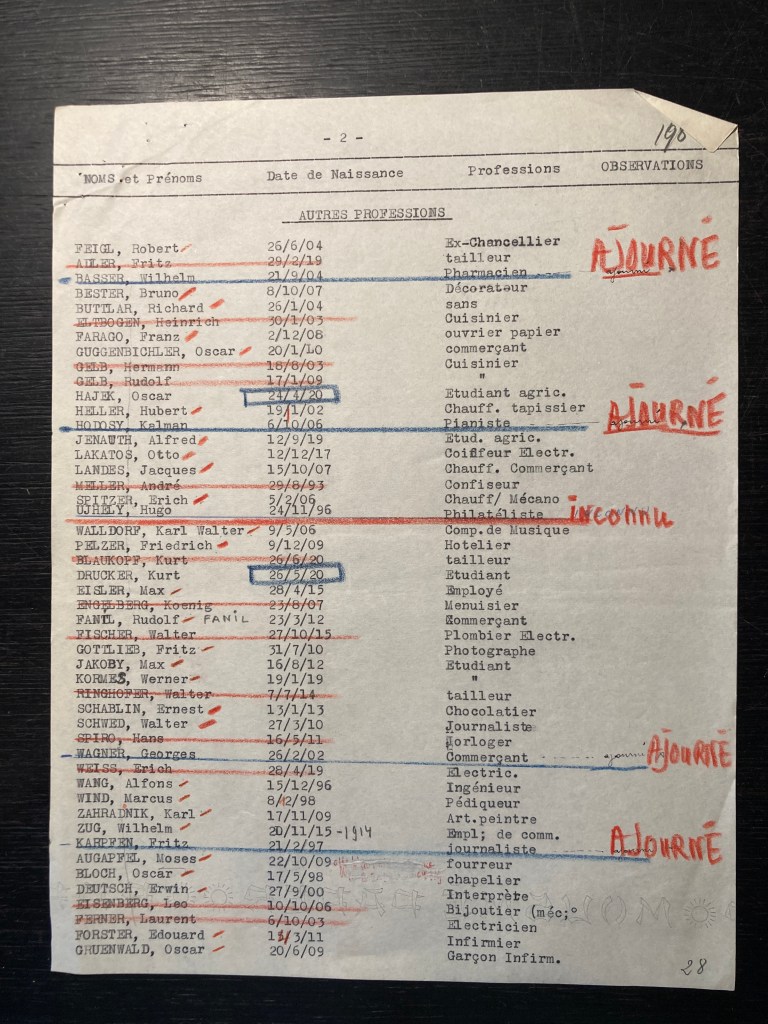 - 2 -
190
NOMS et Prénoms Date de Naissance Professions OBSERVATIONS
AUTRES PROFESSIONS
FEIGL, Robert 26/6/04 Ex-Chancellier
ADLER, Fritz 29/2/19 tailleur
BASSER, Wilhelm 21/9/04 Pharmacien ajourné AJOURNÉ
BESTER, Bruno 8/10/07 Décorateur
BUTTLAR, Richard 26/1/04 sans
ELTBOGEN, Heinrich 30/1/03 Cuisinier
FARAGO, Franz 2/12/08 ouvrier papier
GUGGENBICHLER, Oscar 20/1/L0 commerçant
GELB, Hermann 18/8/03 Cuisinier
GELB, Rudolf 17/1/09 "
HAJEK, Oscar 24/4/20 Etudiant agric.
HELLER, Hubert 19/1/02 Chauff. tapissier
HODOSY, Kalman 6/10/06 Pianiste ajourné AJOURNÉ
JENAUTH, Alfred 12/9/19 Etud. agric.
LAKATOS, Otto 12/12/17 Coiffeur Electr.
LANDES, Jacques 15/10/07 Chauff. Commerçant
MELLER, André 29/8/93 Confiseur
SPITZER, Erich 5/2/06 Chauff/ Mécano
UJHELY, Hugo 24/11/96 Philatéliste inconnu
WALLDORF, Karl Walter 9/5/06 Comp.de Musique
PELZER, Friedrich 9/12/09 Hotelier
BLAUKOPF, Kurt 26/6/20 tailleur
DRUCKER, Kurt 26/5/20 Etudiant
EISLER, Max 28/4/15 Employé
ENGELBERG, Koenig 23/8/07 Menuisier
FANTL, Rudolf FANIL 23/3/12 Commerçant
FISCHER, Walter 27/10/15 Plombier Electr.
GOTTLIEB, Fritz 31/7/10 Photographe
JAKOBY, Max 16/8/12 Etudiant
KORMES, Werner 19/1/19 "
RINGHOFER, Walter 7/7/14 tailleur
SCHABLIN, Ernest 13/1/13 Chocolatier
SCHWED, Walter 27/3/10 Journaliste
SPIRO, Hans 16/5/11 Horloger
WAGNER, Georges 26/2/02 Commerçant ajourné AJOURNÉ
WEISS, Erich 28/4/19 Electric.
WANG, Alfons 15/12/96 Ingénieur
WIND, Marcus 8/12/98 Pédiqueur
ZAHRADNIK, Karl 17/11/09 Art.peintre
ZUG, Wilhelm 20/11/15 -1914 Empl; de comm.
KARPFEN, Fritz 21/2/97 journaliste AJOURNÉ
AUGAPFEL, Moses 22/10/09 fourreur
BLOCH, Oscar 17/5/98 chapelier
DEUTSCH, Erwin 27/9/00 Interprète
EISENBERG, Leo 10/10/06 Bijoutier (méc;°
FERNER, Laurent 6/10/03 Electricien
FORSTER, Edouard /3/11 Infirmier
GRUENWALD, Oscar 20/6/09 Garçon Infirm.
28